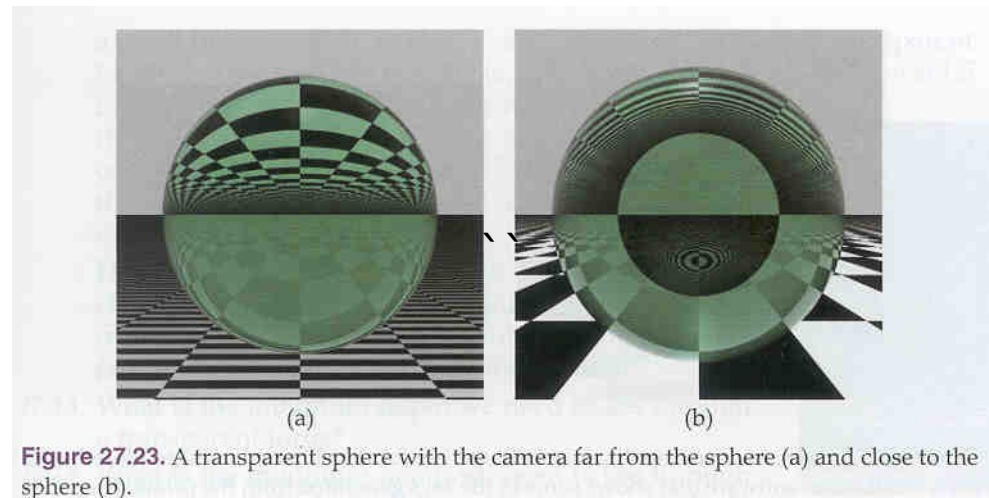 (a)
(b)
Figure 27.23. A transparent sphere with the camera far from the sphere (a) and close to the
sphere (b).